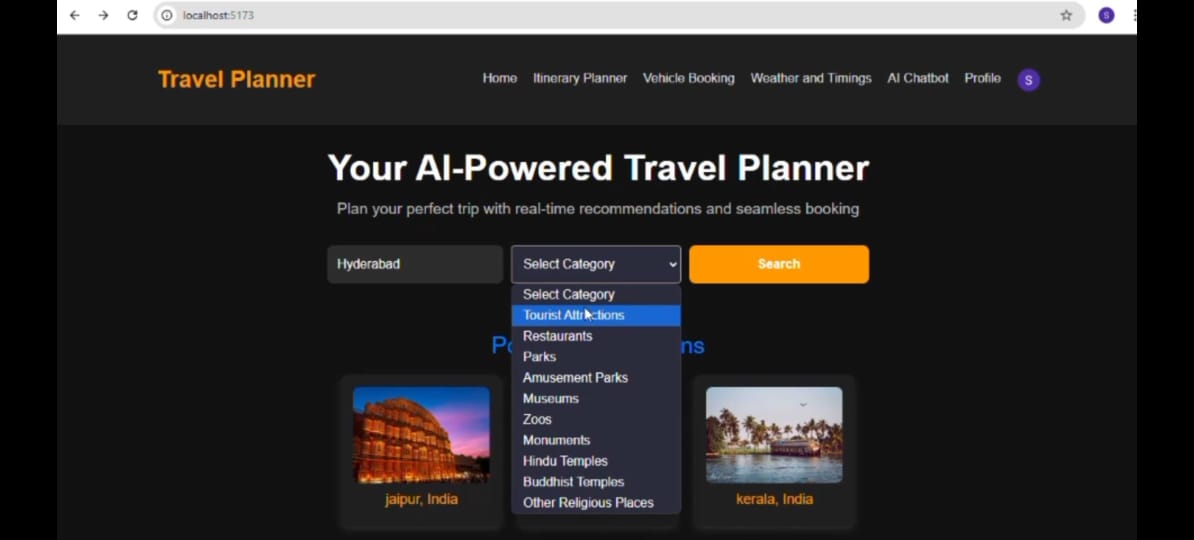 localhost:5173
S
Travel Planner
Home Itinerary Planner Vehicle Booking Weather and Timings AI Chatbot Profile S
Your AI-Powered Travel Planner
Plan your perfect trip with real-time recommendations and seamless booking
Hyderabad Select Category Search
Select Category
Tourist Attractions
Restaurants
Parks
Amusement Parks
Museums
Zoos
Monuments
Hindu Temples
Buddhist Temples
Other Religious Places
jaipur, India kerala, India